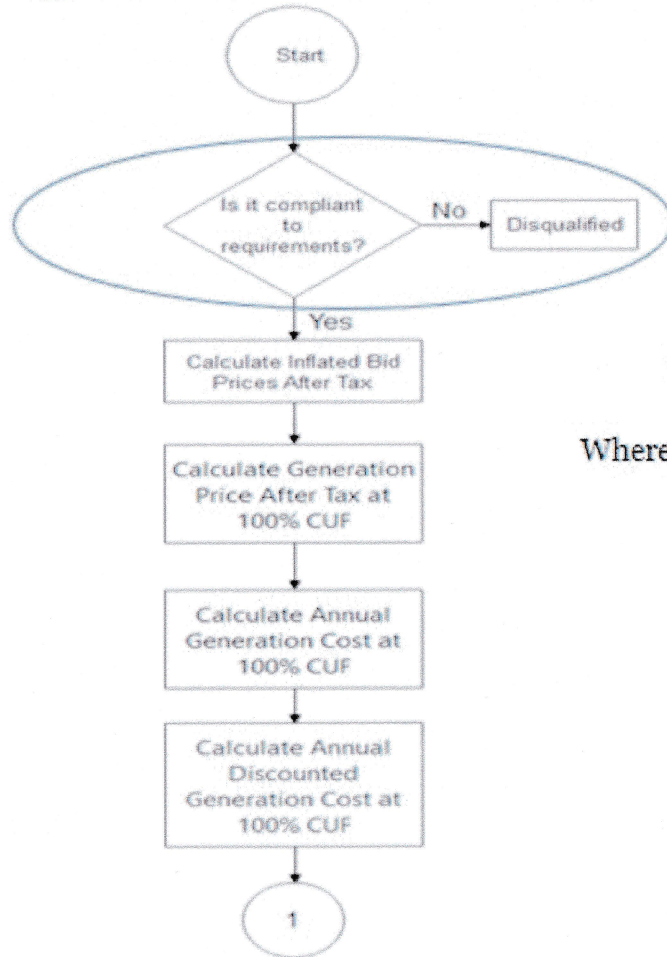 Start
Is it compliant
to
requirements?
No
Disqualified
Yes
Calculate Inflated Bid
Prices After Tax
Where
Calculate Generation
Price After Tax at
100% CUF
Calculate Annual
Generation Cost at
100% CUF
Calculate Annual
Discounted
Generation Cost at
100% CUF
1